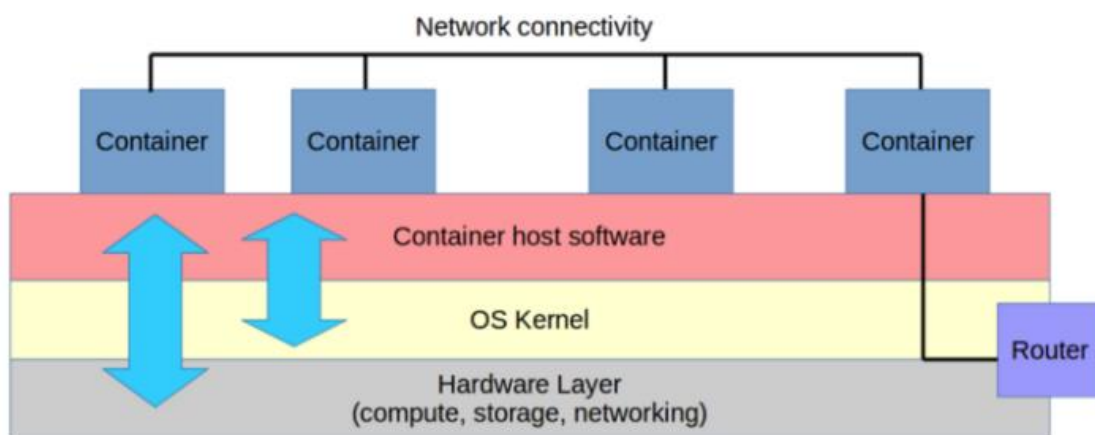 Network connectivity
Container
Container
Container
Container
Container host software
OS Kernel
Router
Hardware Layer
(compute, storage, networking)